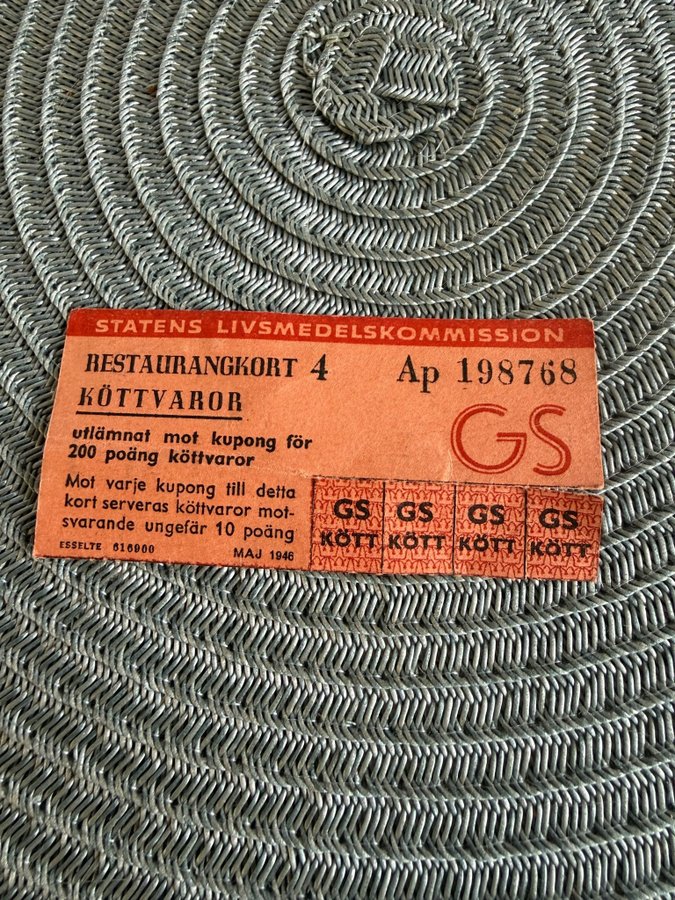 STATENS LIVSMEDELSKOMMISSION
RESTAURANGKORT 4 Ap 198768
KÖTTVAROR
GS
utlämnat mot kupong för
200 poäng köttvaror
Mot varje kupong till detta
kort serveras köttvaror mot-
svarande ungefär 10 poäng
ESSELTE 616900 MAJ 1946
GS GS GS GS
KÖTT KÖTT KÖTT KÖTT